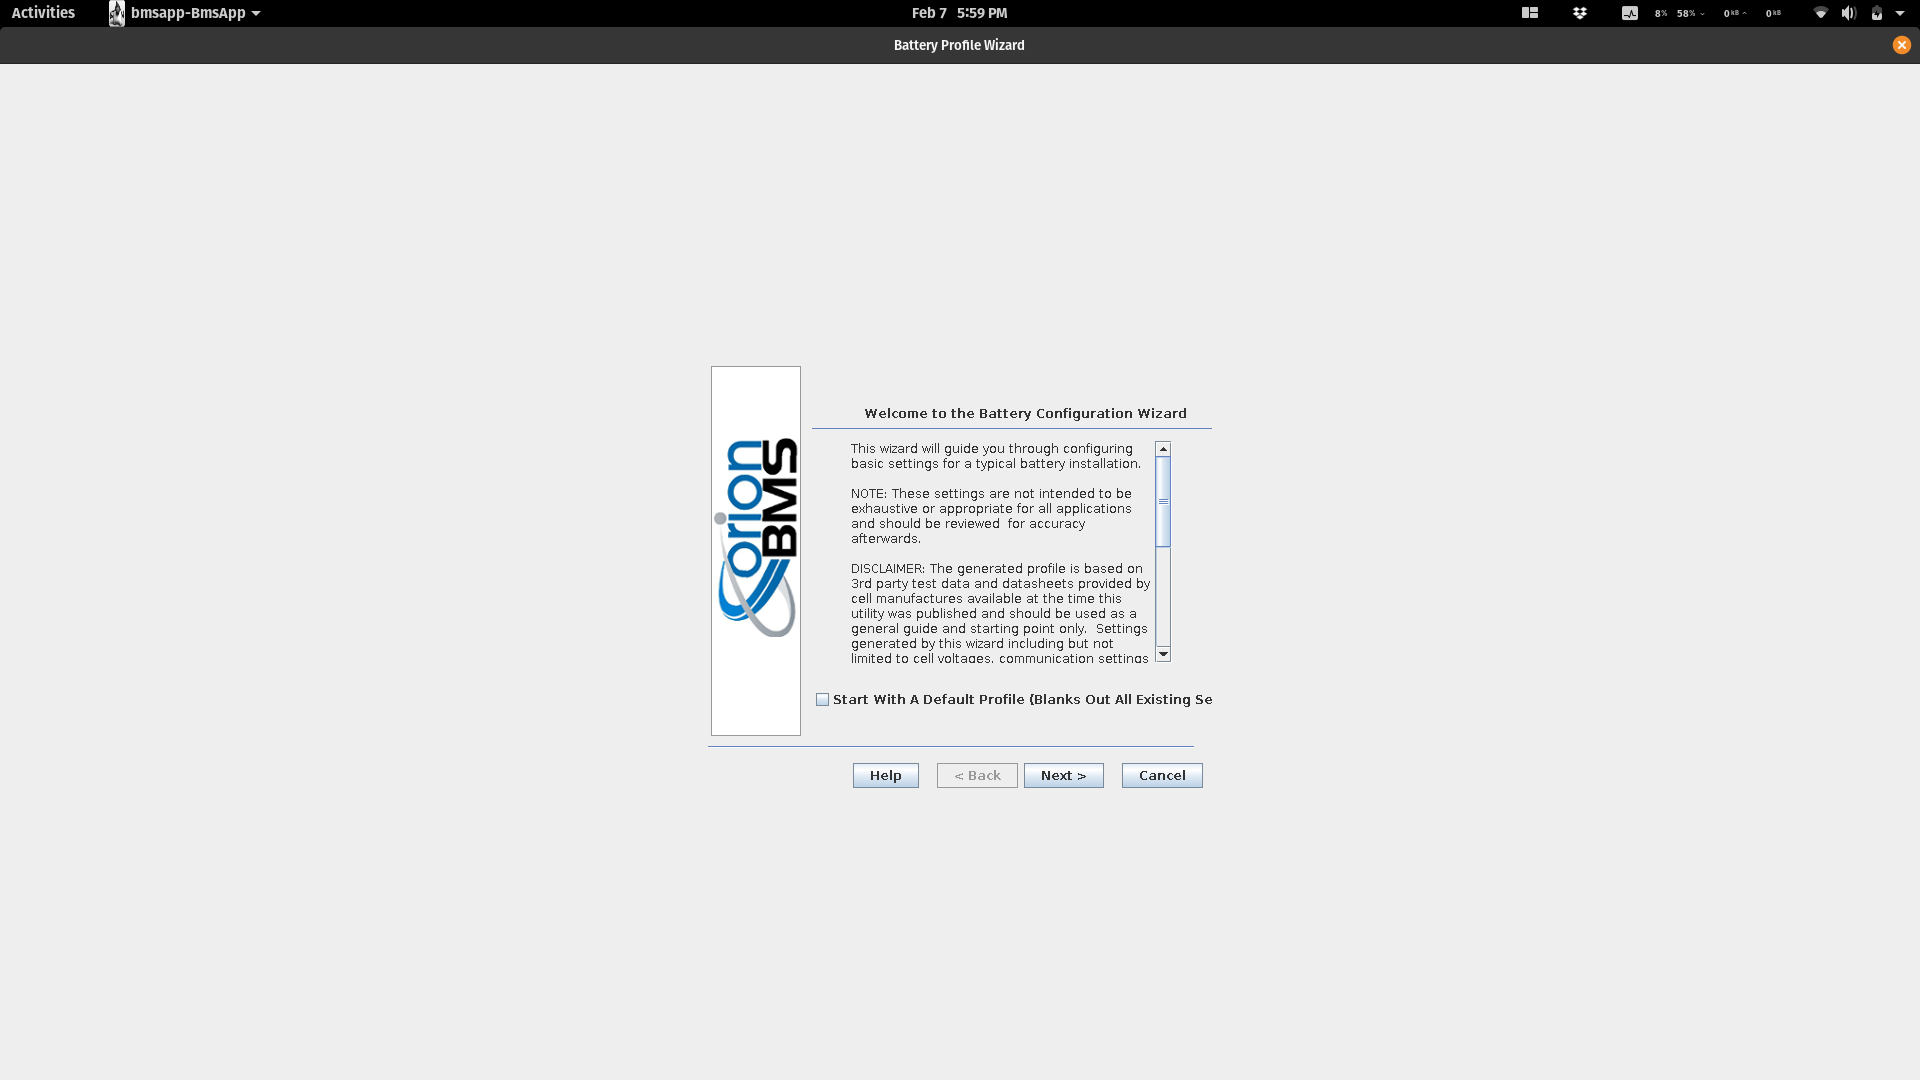 Activities
bmsapp-BmsApp
Feb 7 5:59 PM
8% 58% 0 kB 0 kB
Battery Profile Wizard
orion
BMS
Welcome to the Battery Configuration Wizard
This wizard will guide you through configuring
basic settings for a typical battery installation.
NOTE: These settings are not intended to be
exhaustive or appropriate for all applications
and should be reviewed  for accuracy
afterwards.
DISCLAIMER: The generated profile is based on
3rd party test data and datasheets provided by
cell manufactures available at the time this
utility was published and should be used as a
general guide and starting point only.  Settings
generated by this wizard including but not
limited to cell voltages, communication settings
Start With A Default Profile (Blanks Out All Existing Se
Help
< Back
Next >
Cancel